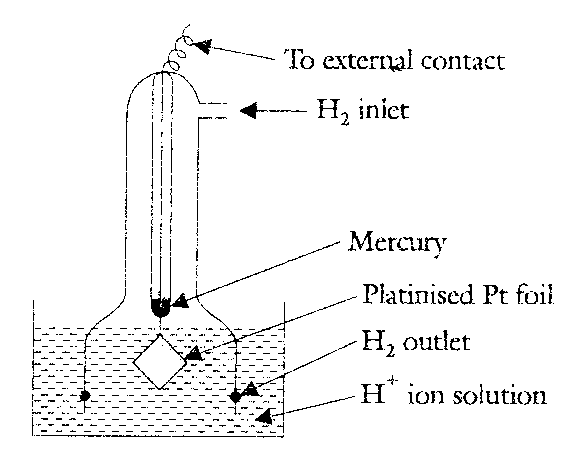 To external contact
H₂ inlet
Mercury
Platinised Pt foil
H₂ outlet
H⁺ ion solution